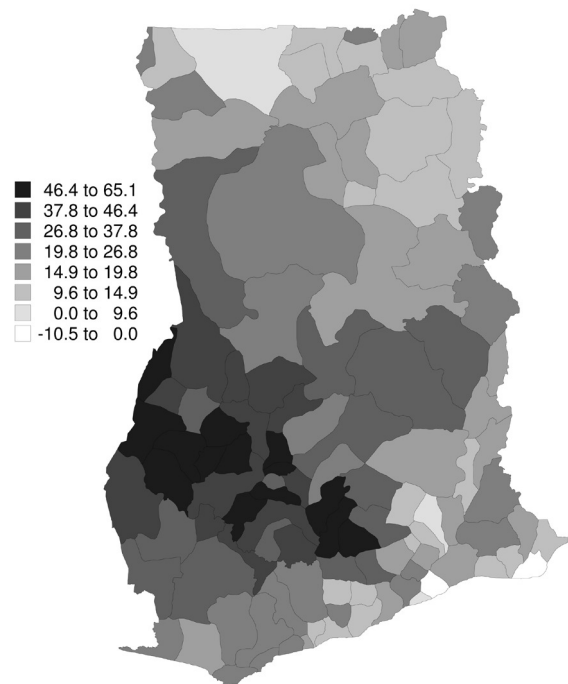 46.4 to 65.1
37.8 to 46.4
26.8 to 37.8
19.8 to 26.8
14.9 to 19.8
9.6 to 14.9
0.0 to 9.6
-10.5 to 0.0